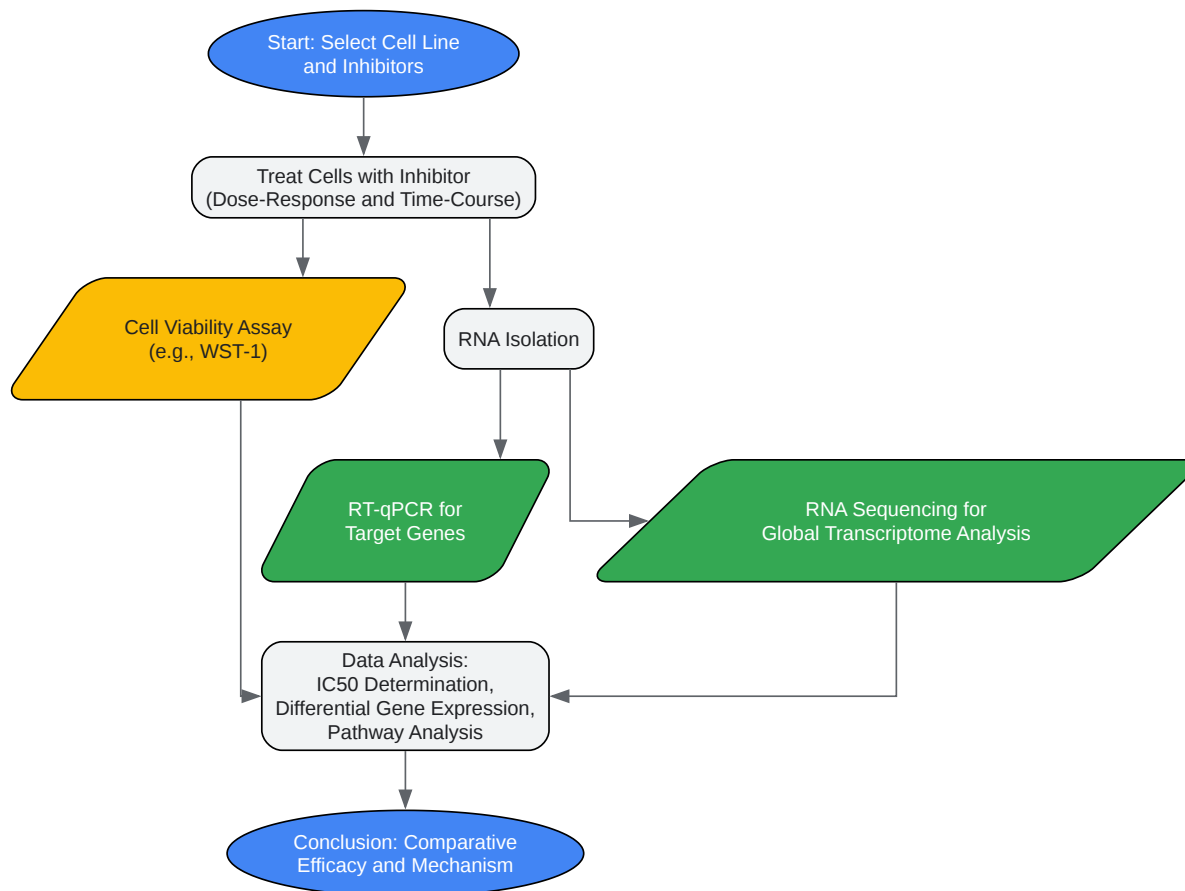 Start: Select Cell Line
and Inhibitors
Treat Cells with Inhibitor
(Dose-Response and Time-Course)
Cell Viability Assay
(e.g., WST-1)
RNA Isolation
RT-qPCR for
Target Genes
RNA Sequencing for
Global Transcriptome Analysis
Data Analysis:
IC50 Determination,
Differential Gene Expression,
Pathway Analysis
Conclusion: Comparative
Efficacy and Mechanism